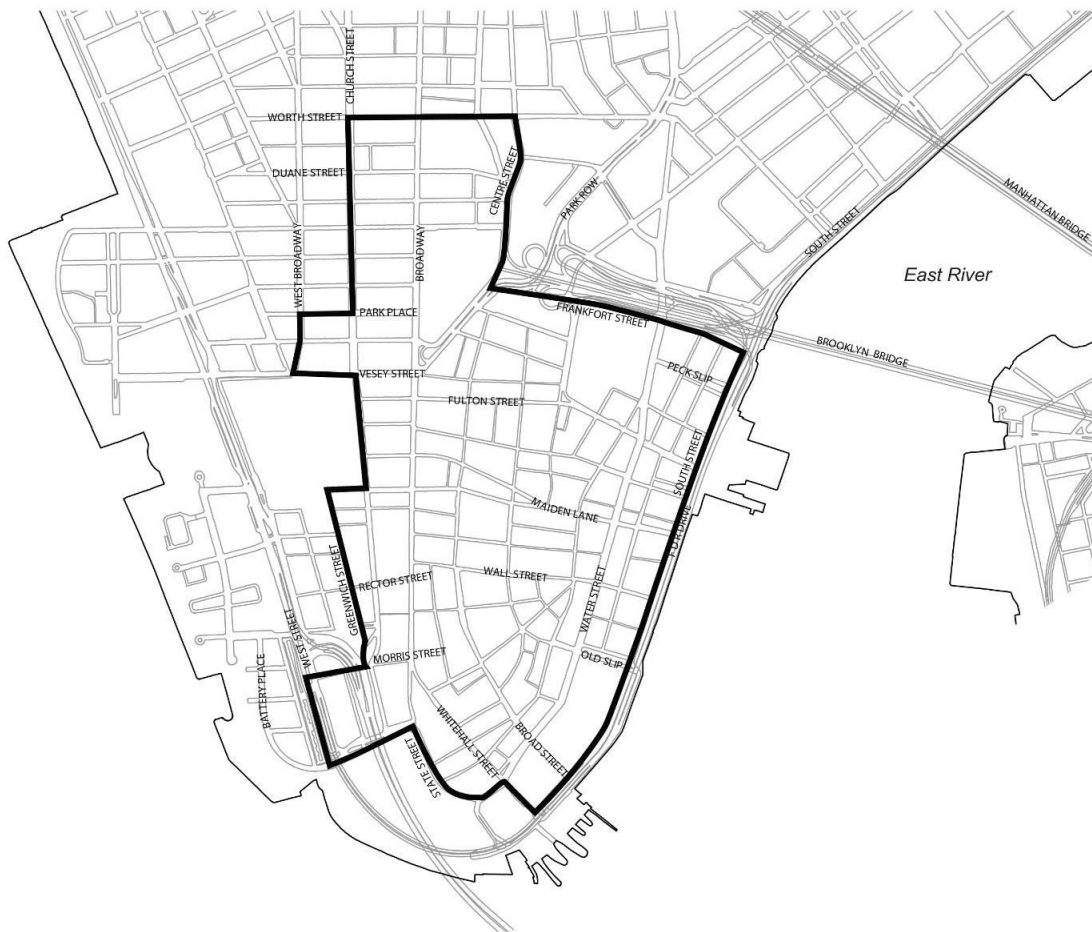 CHURCH STREET
WORTH STREET
DUANE STREET
CENTRE STREET
PARK ROW
MANHATTAN BRIDGE
SOUTH STREET
WEST BROADWAY
BROADWAY
East River
PARK PLACE
FRANKFORT STREET
BROOKLYN BRIDGE
VESEY STREET
PECK SLIP
FULTON STREET
SOUTH STREET
MAIDEN LANE
F D R DRIVE
GREENWICH STREET
RECTOR STREET
WALL STREET
WATER STREET
WEST STREET
MORRIS STREET
OLD SLIP
BATTERY PLACE
WHITEHALL STREET
BROAD STREET
STATE STREET